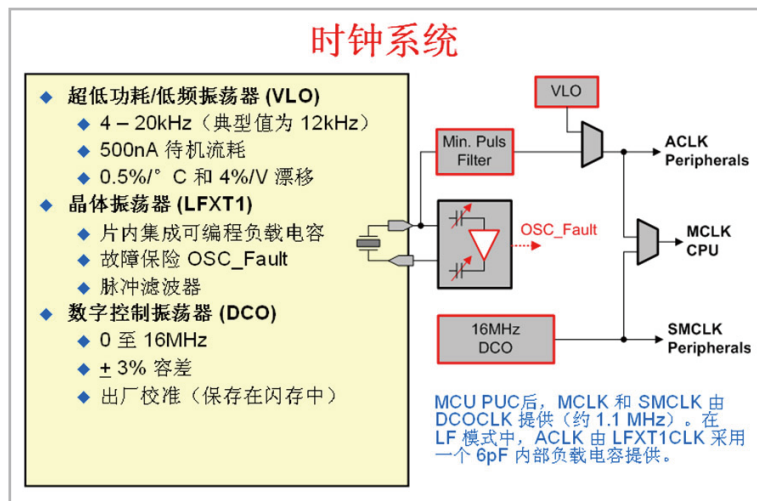 时钟系统
超低功耗/低频振荡器 (VLO)
4 – 20kHz（典型值为 12kHz）
500nA 待机流耗
0.5%/° C 和 4%/V 漂移
晶体振荡器 (LFXT1)
片内集成可编程负载电容
故障保险 OSC_Fault
脉冲滤波器
数字控制振荡器 (DCO)
0 至 16MHz
± 3% 容差
出厂校准（保存在闪存中）
VLO
Min. Puls
Filter
ACLK
Peripherals
OSC_Fault
MCLK
CPU
16MHz
DCO
SMCLK
Peripherals
MCU PUC后，MCLK 和 SMCLK 由
DCOCLK 提供（约 1.1 MHz）。在
LF 模式中，ACLK 由 LFXT1CLK 采用
一个 6pF 内部负载电容提供。